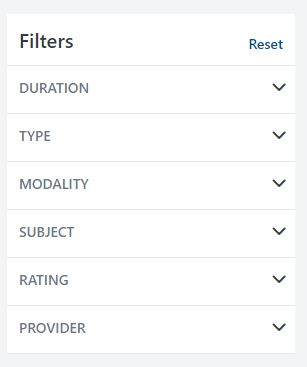 Filters
Reset
DURATION
TYPE
MODALITY
SUBJECT
RATING
PROVIDER